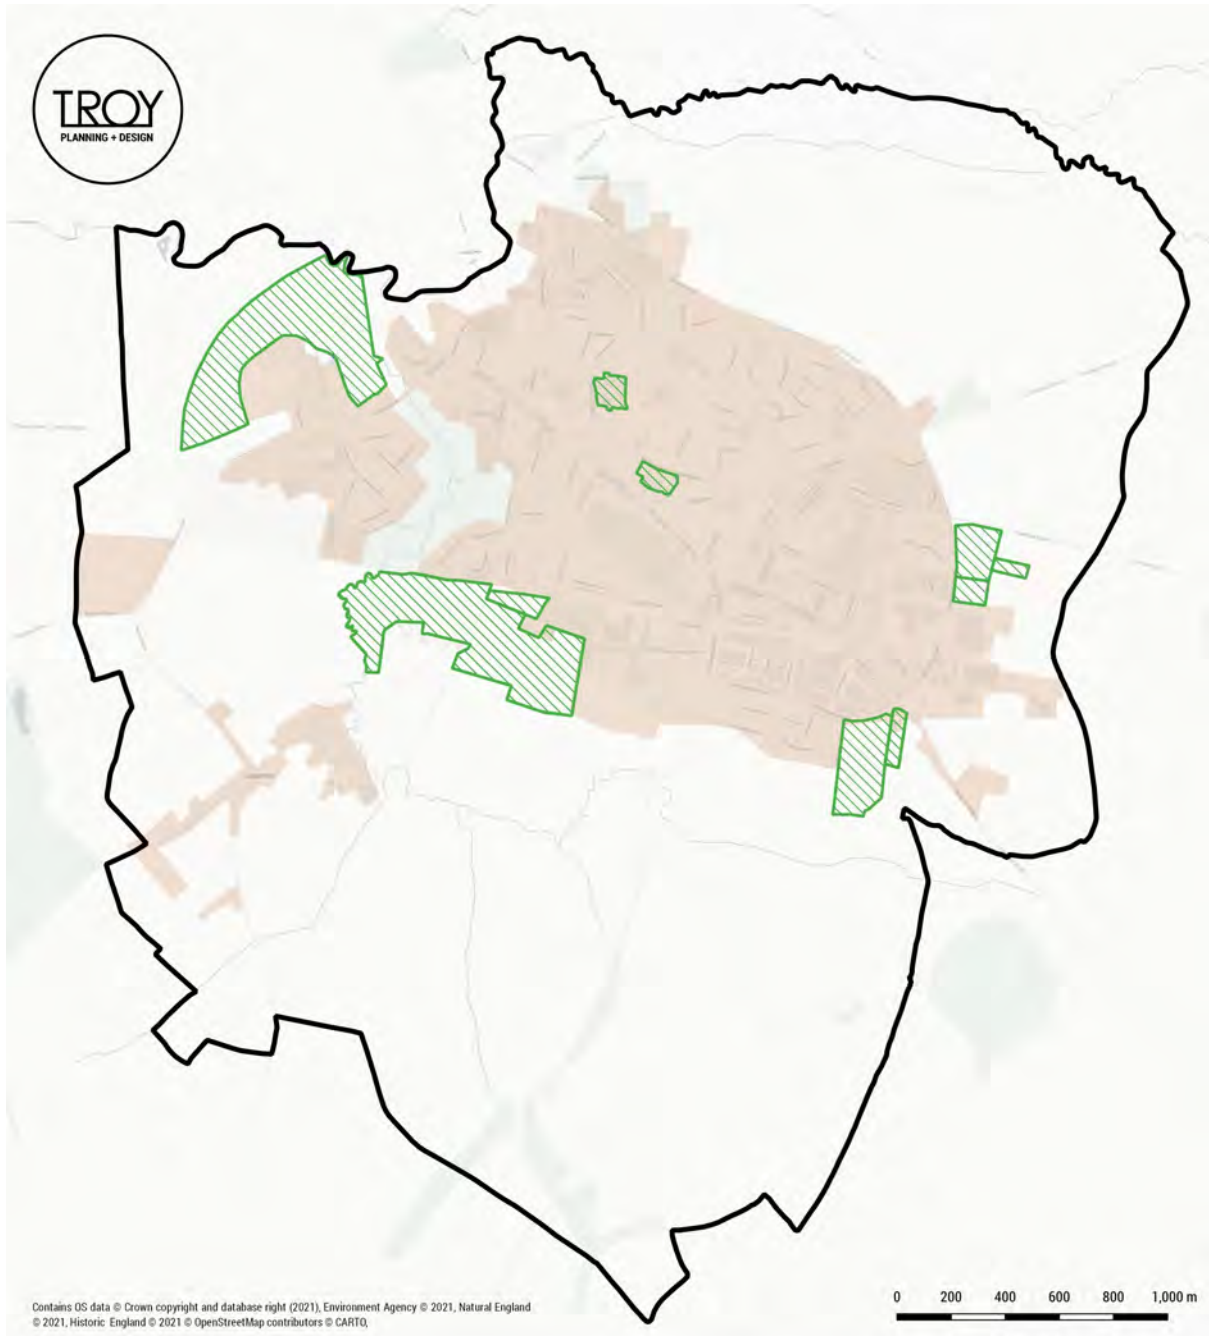 TROY
PLANNING + DESIGN
0 200 400 600 800 1,000 m
Contains OS data © Crown copyright and database right (2021), Environment Agency © 2021, Natural England
© 2021, Historic England © 2021 © OpenStreetMap contributors © CARTO,